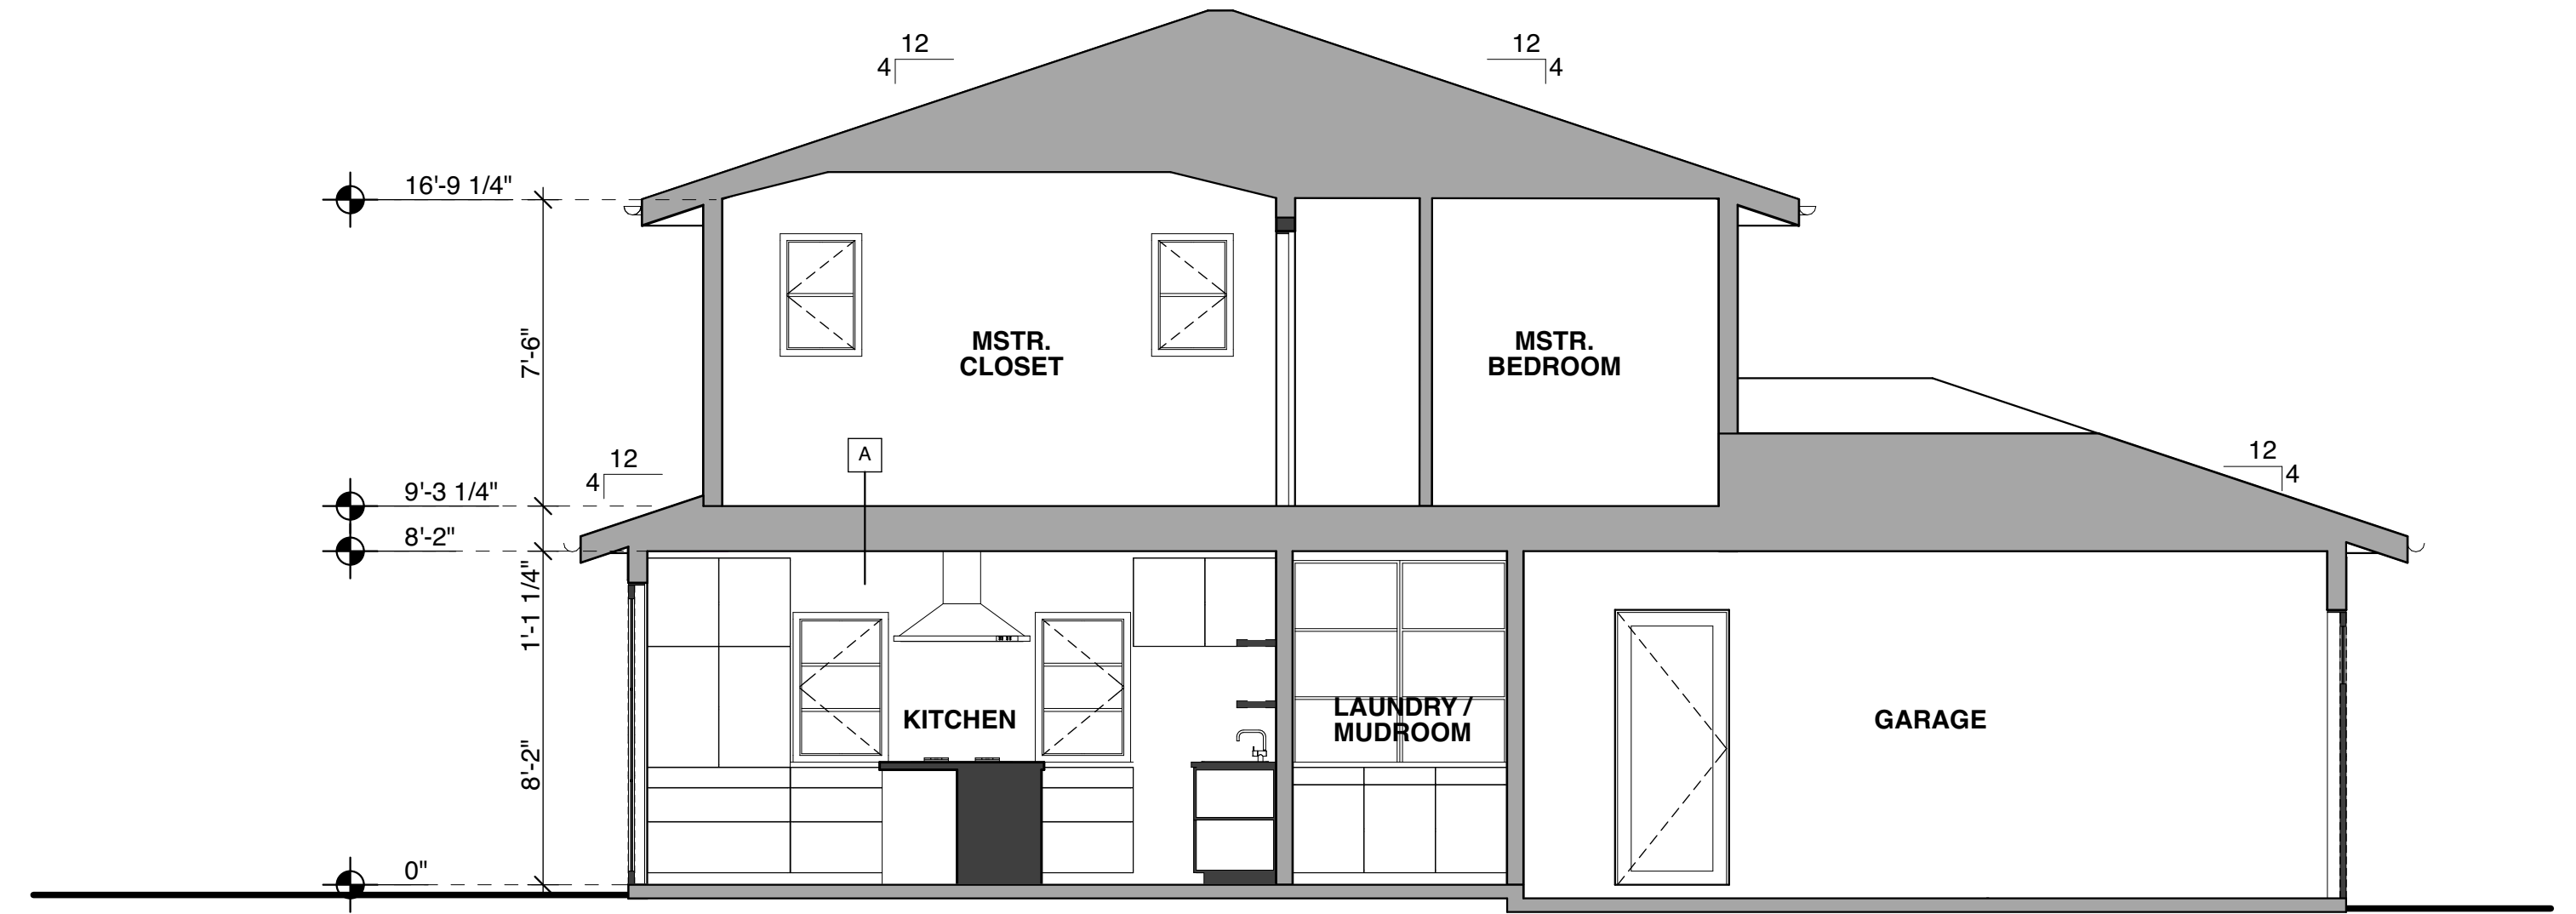 12
4
12
4
16'-9 1/4"
7'-6"
MSTR.
CLOSET
MSTR.
BEDROOM
A
12
4
12
4
9'-3 1/4"
8'-2"
1'-1 1/4"
KITCHEN
LAUNDRY /
MUDROOM
GARAGE
8'-2"
0"